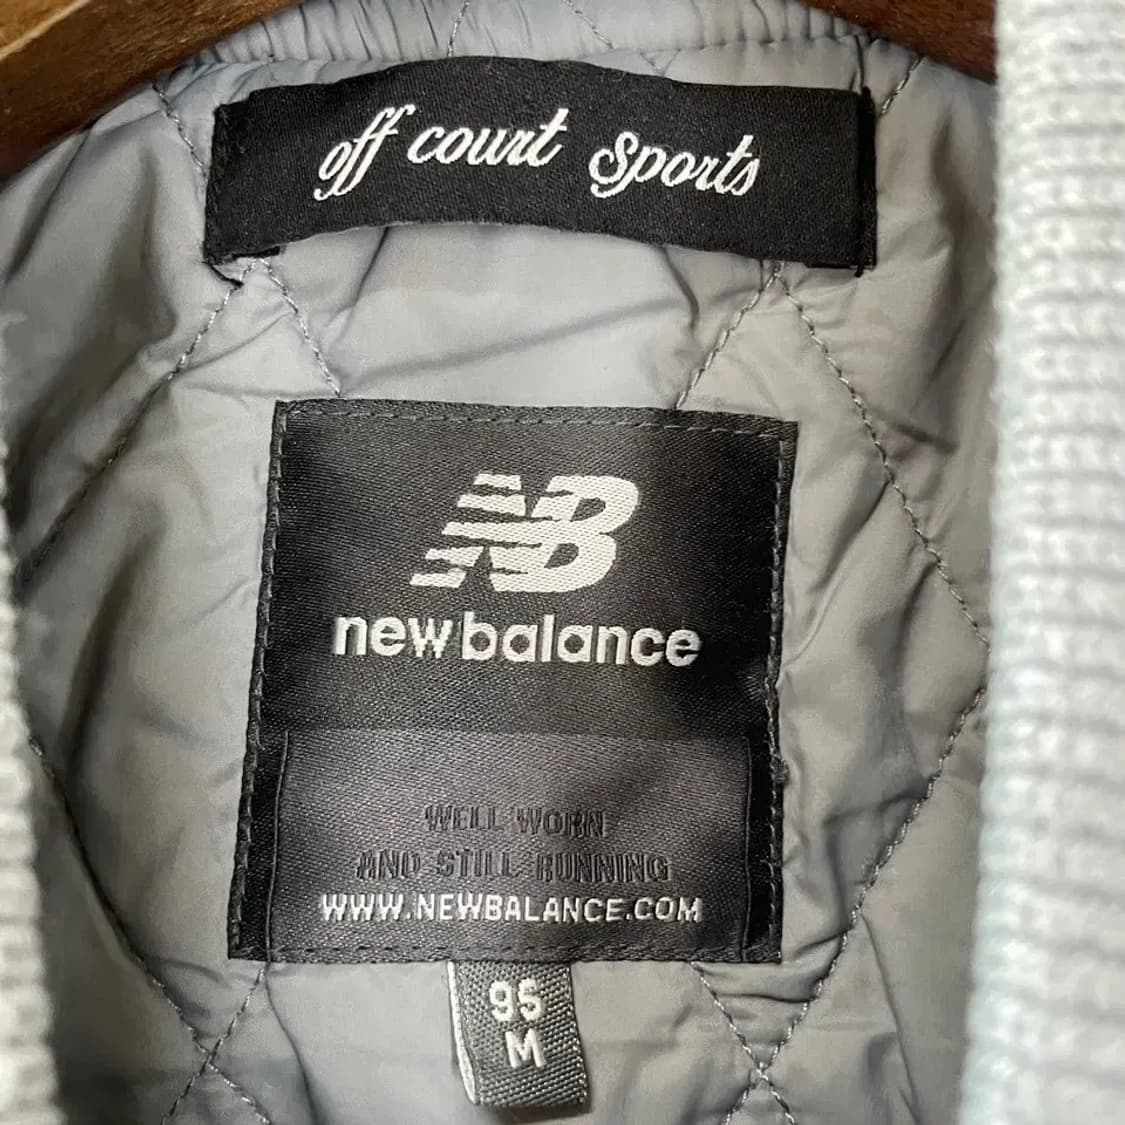 off court Sports
NB
new balance
WELL WORN
AND STILL RUNNING
WWW.NEWBALANCE.COM
95
M